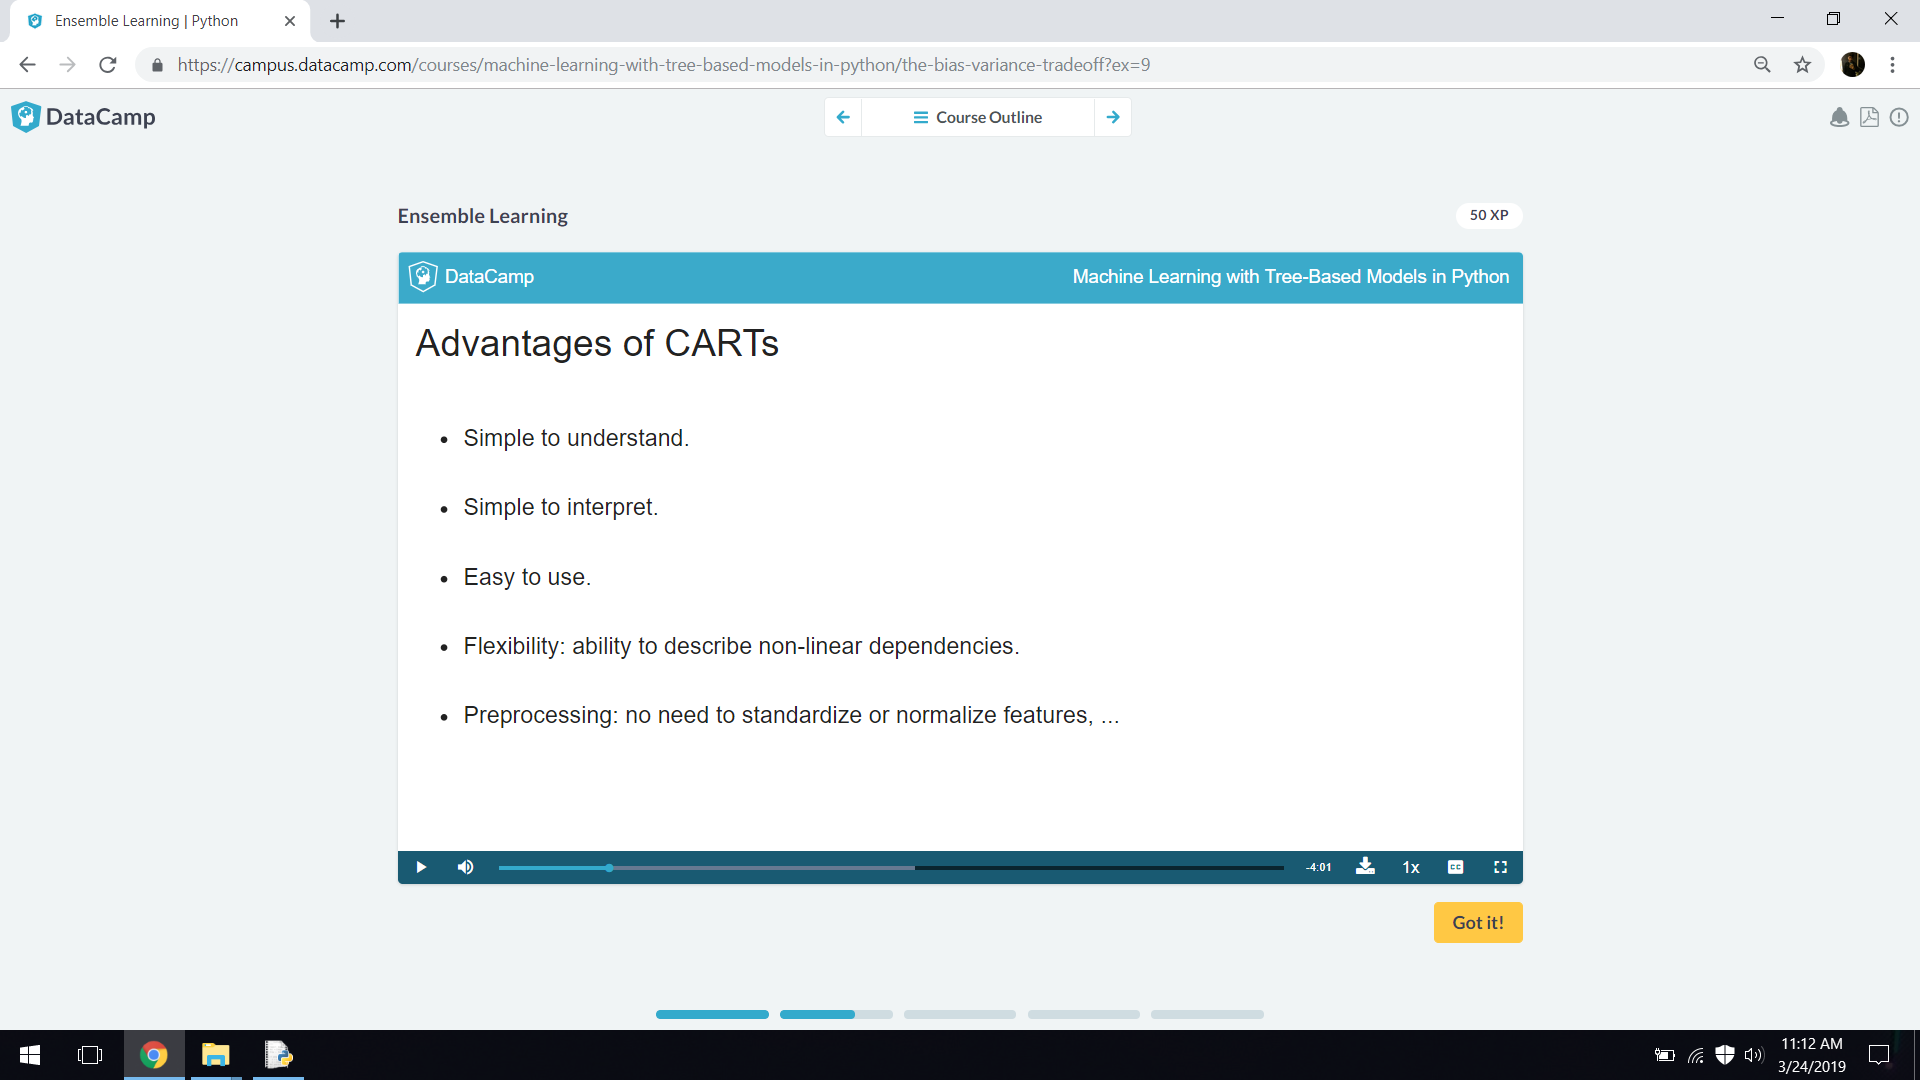 Ensemble Learning | Python
https://campus.datacamp.com/courses/machine-learning-with-tree-based-models-in-python/the-bias-variance-tradeoff?ex=9
DataCamp
Course Outline
Ensemble Learning
50 XP
DataCamp
Machine Learning with Tree-Based Models in Python
Advantages of CARTs
• Simple to understand.
• Simple to interpret.
• Easy to use.
• Flexibility: ability to describe non-linear dependencies.
• Preprocessing: no need to standardize or normalize features, ...
-4:01
1x
CC
Got it!
11:12 AM
3/24/2019